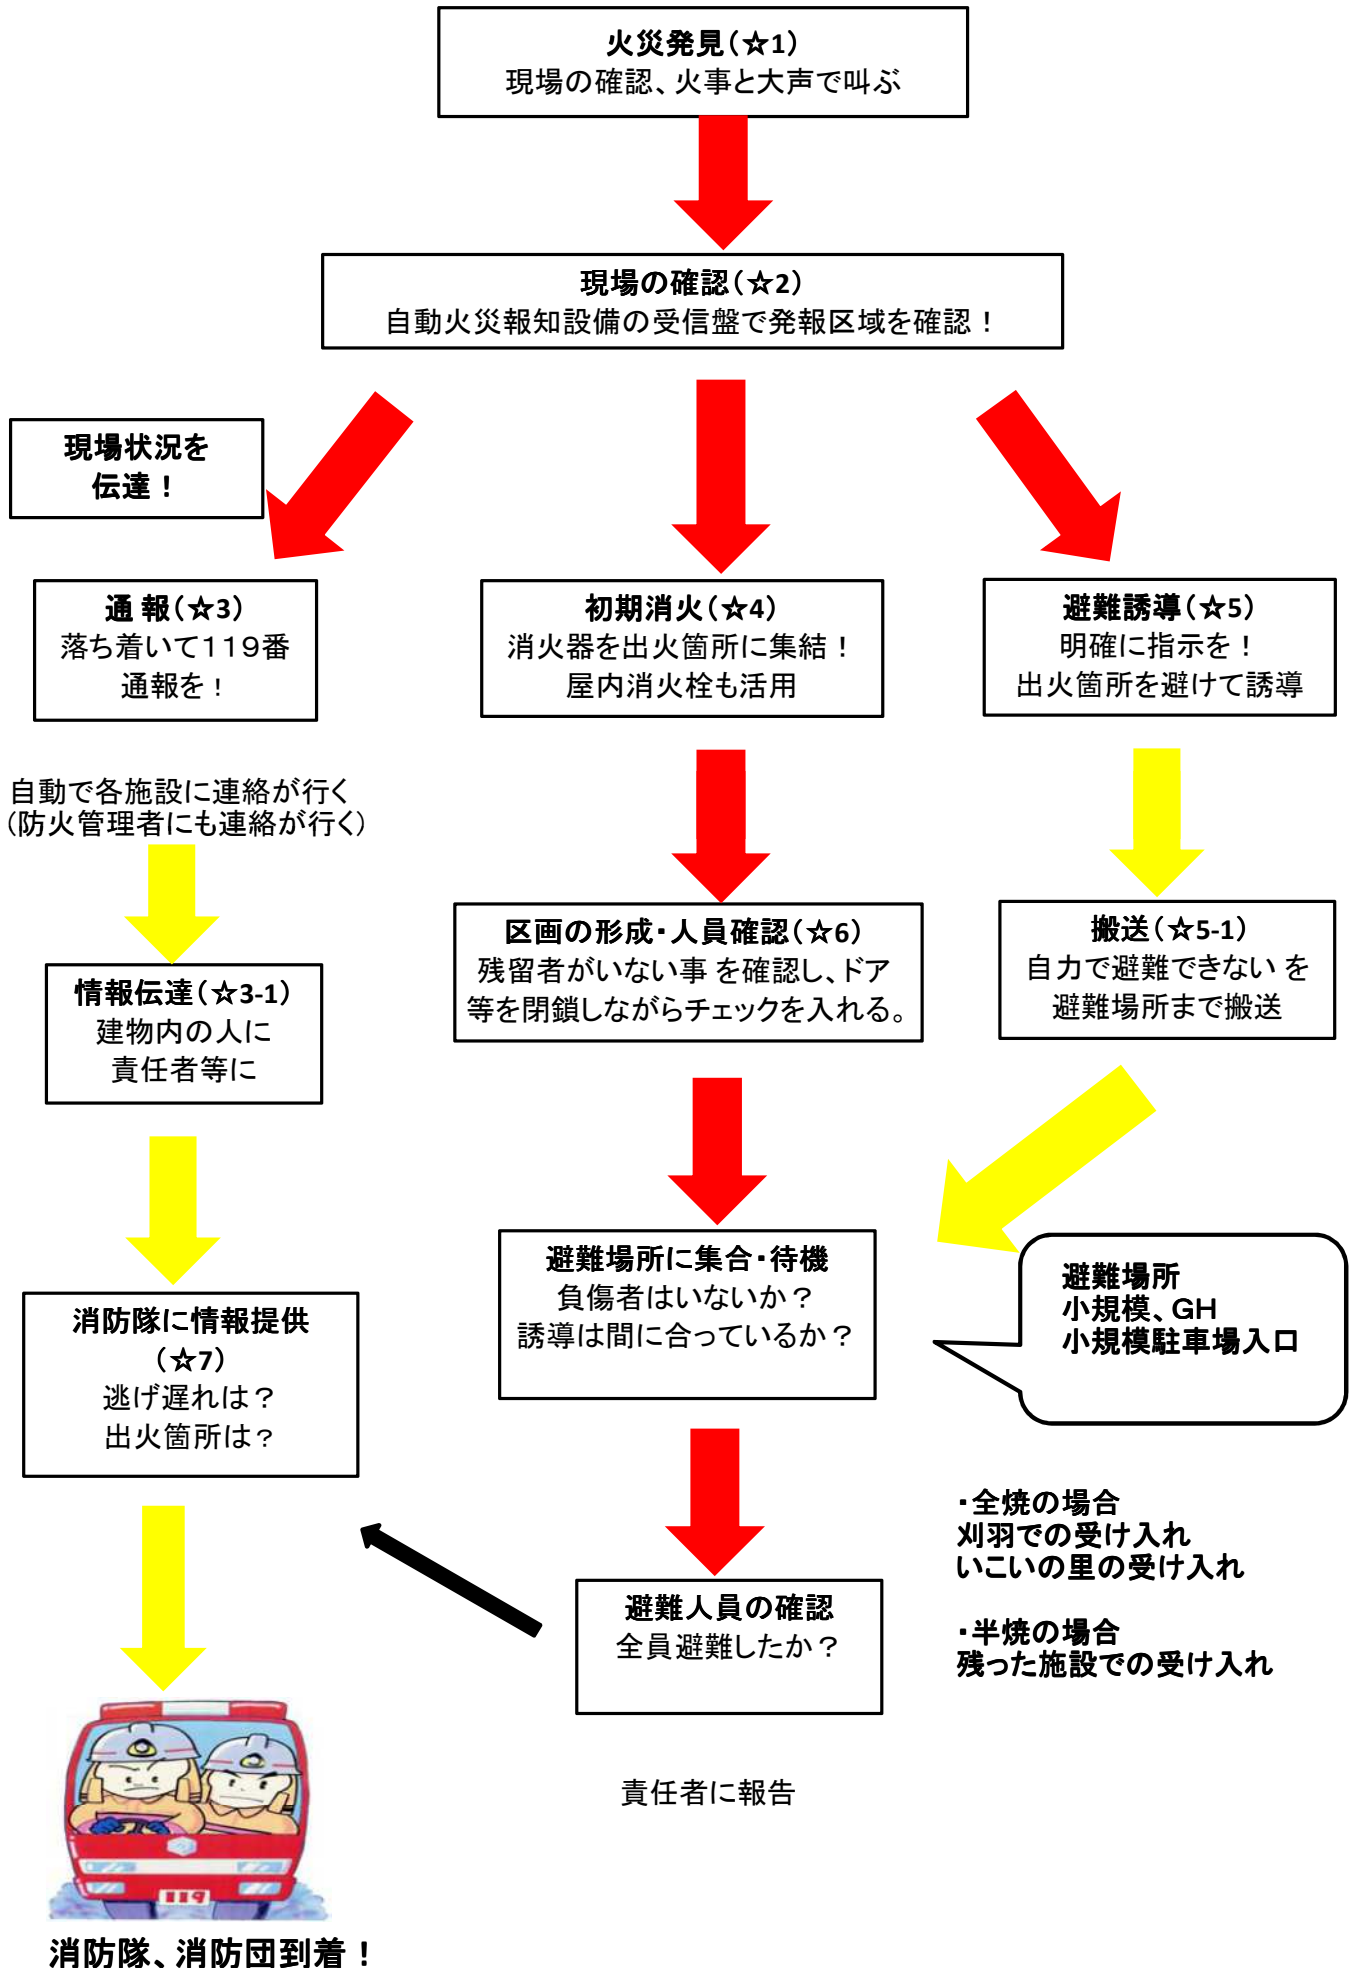 火災発見(☆1)
現場の確認、火事と大声で叫ぶ
現場の確認(☆2)
自動火災報知設備の受信盤で発報区域を確認！
現場状況を
伝達！
通 報(☆3)
落ち着いて119番
通報を！
初期消火(☆4)
消火器を出火箇所に集結！
屋内消火栓も活用
避難誘導(☆5)
明確に指示を！
出火箇所を避けて誘導
自動で各施設に連絡が行く
(防火管理者にも連絡が行く)
区画の形成・人員確認(☆6)
残留者がいない事 を確認し、ドア
等を閉鎖しながらチェックを入れる。
搬送(☆5-1)
自力で避難できない を
避難場所まで搬送
情報伝達(☆3-1)
建物内の人に
責任者等に
避難場所に集合・待機
負傷者はいないか？
誘導は間に合っているか？
避難場所
小規模、GH
小規模駐車場入口
消防隊に情報提供
(☆7)
逃げ遅れは？
出火箇所は？
・全焼の場合
刈羽での受け入れ
いこいの里の受け入れ
避難人員の確認
全員避難したか？
・半焼の場合
残った施設での受け入れ
責任者に報告
119
消防隊、消防団到着！